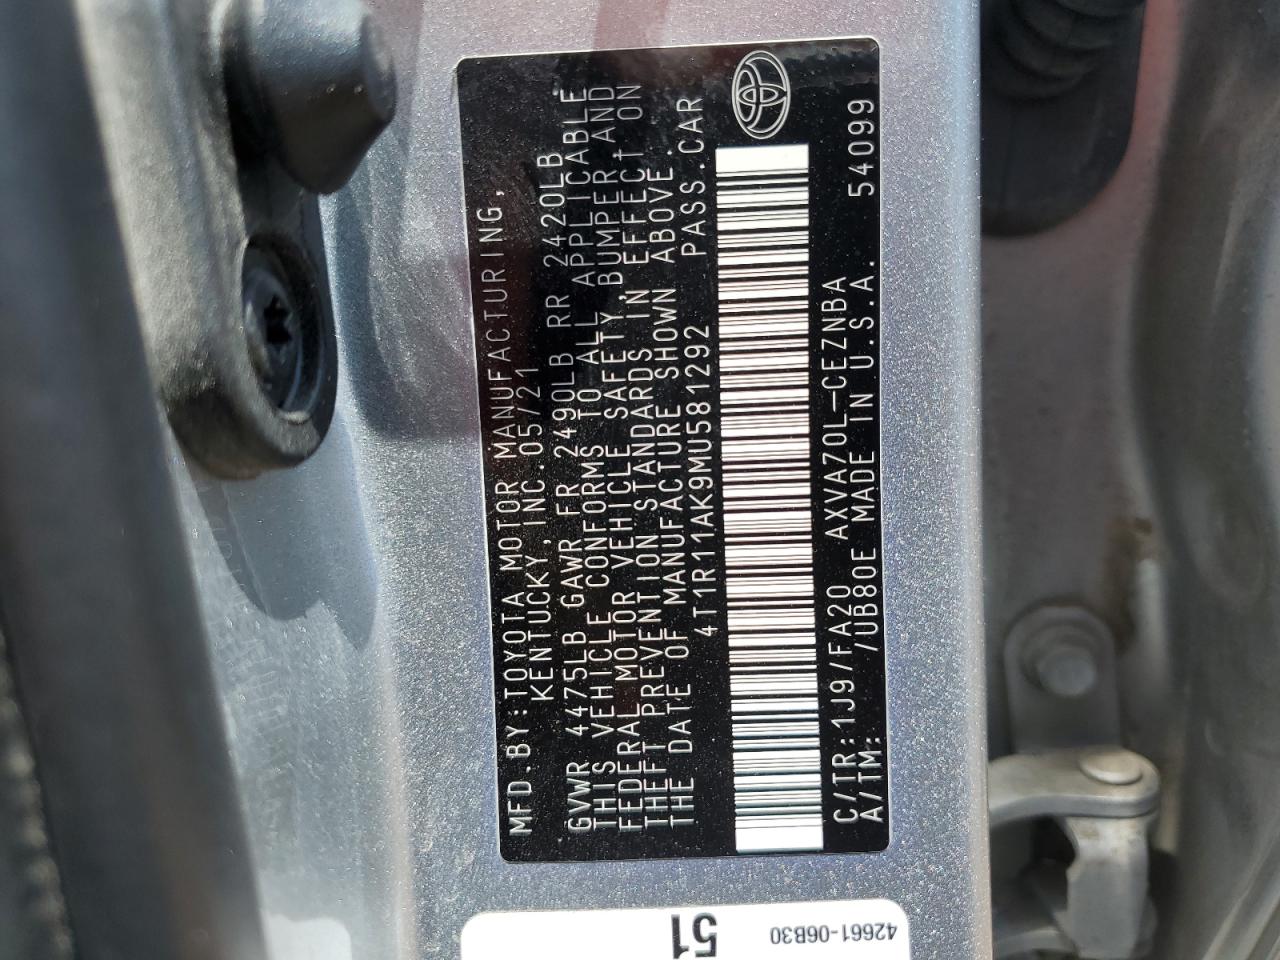 MFD.BY:TOYOTA MOTOR MANUFACTURING,
KENTUCKY, INC.05/21
GVWR 4475LB GAWR FR 2490LB RR 2420LB
THIS VEHICLE CONFORMS TO ALL APPLICABLE
FEDERAL MOTOR VEHICLE SAFETY, BUMPER, AND
THEFT PREVENTION STANDARDS IN EFFECT ON
THE DATE OF MANUFACTURE SHOWN ABOVE.
4T1R11AK9MU581292 PASS.CAR
C/TR:1J9/FA20 AXVA70L-CEZNBA 54099
A/TM: /UB80E MADE IN U.S.A.
51
42661-06B30